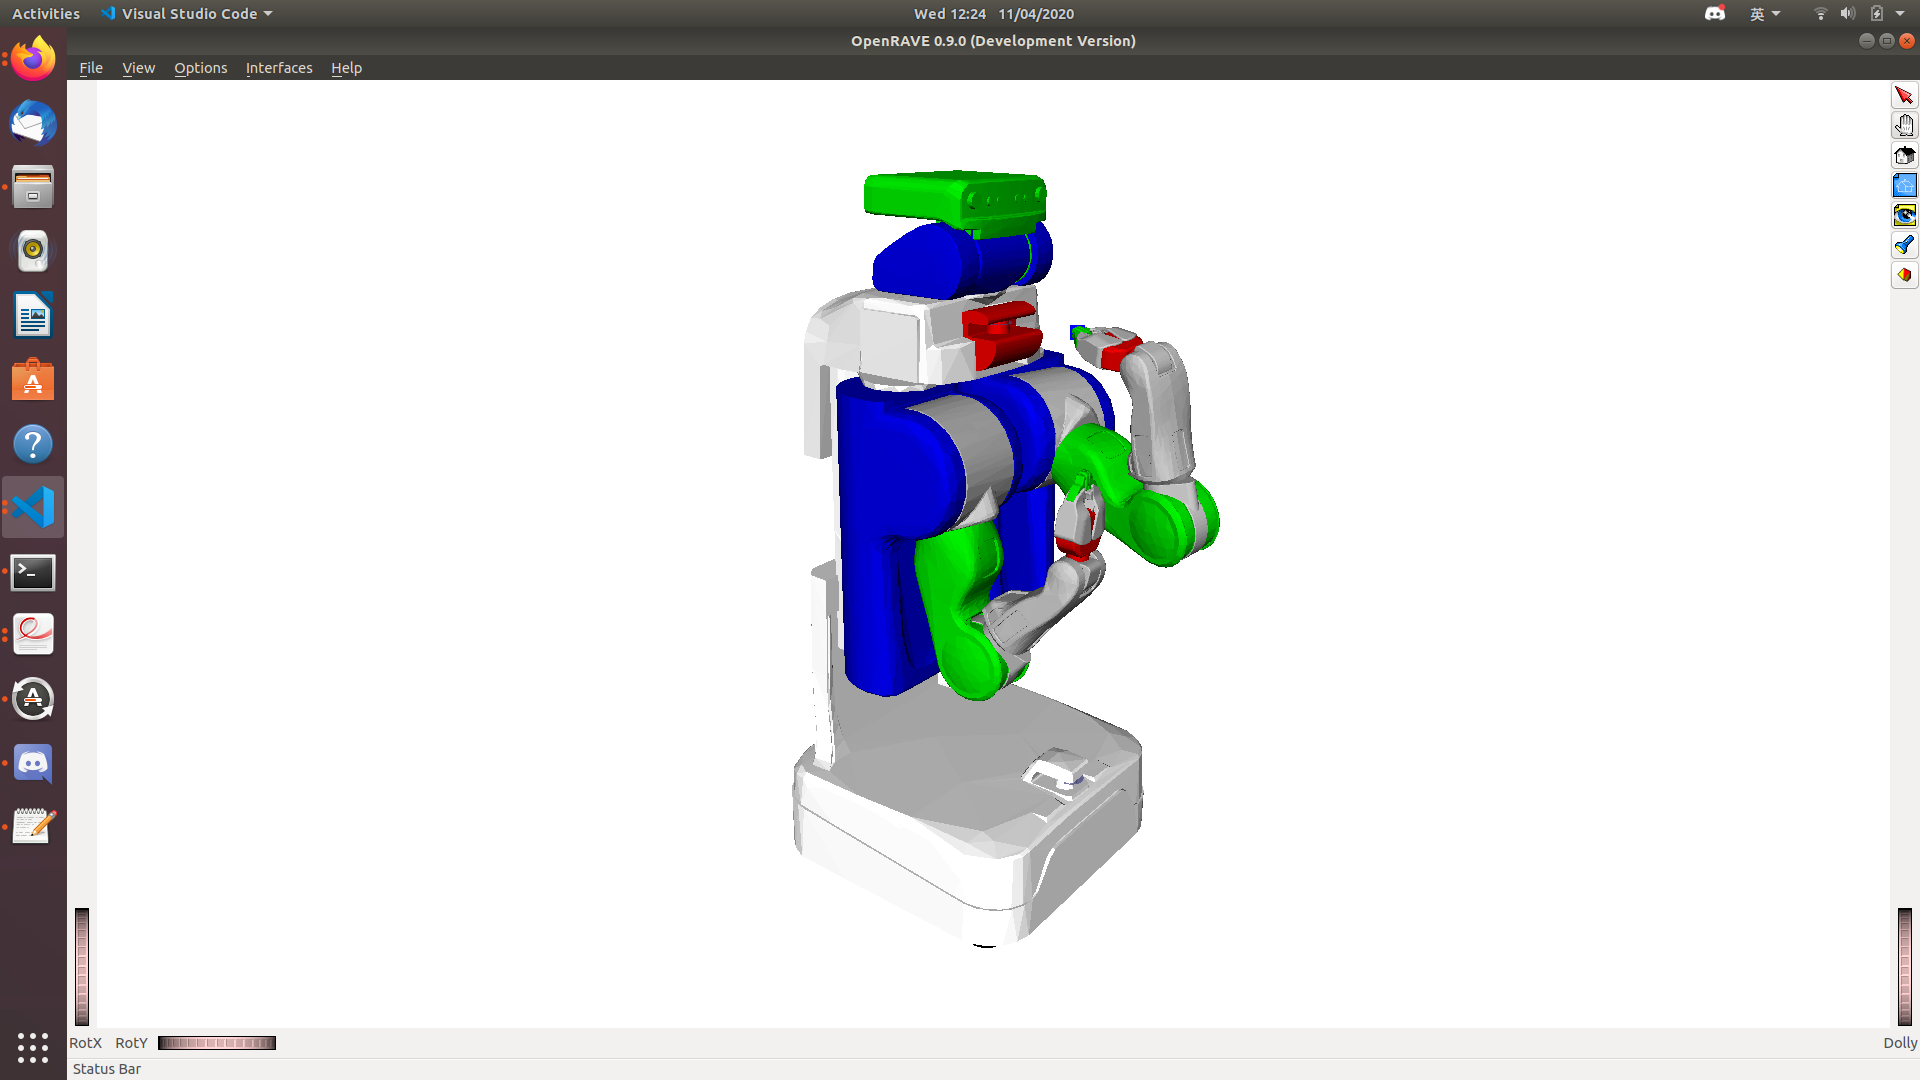 Activities Visual Studio Code Wed 12:24 11/04/2020 英
OpenRAVE 0.9.0 (Development Version)
File View Options Interfaces Help
RotX RotY Dolly
Status Bar